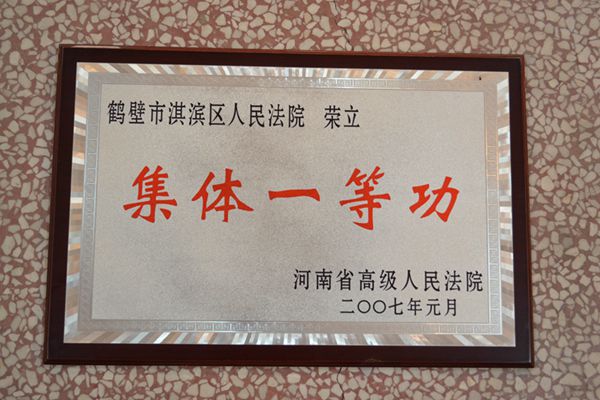 鹤壁市淇滨区人民法院 荣立
集体一等功
河南省高级人民法院
二〇〇七年元月